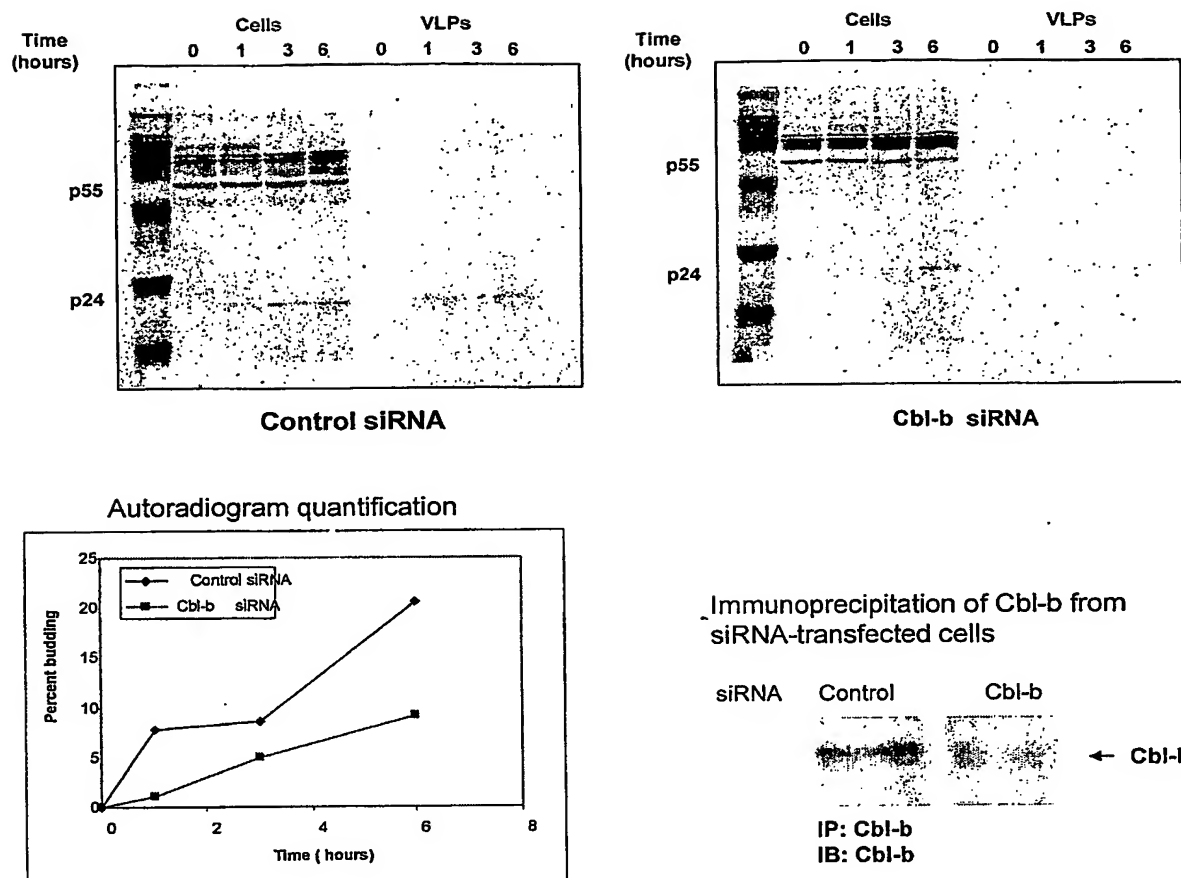 Cells VLPs
Time (hours) 0 1 3 6 0 1 3 6
p55
p24
Control siRNA
Cells VLPs
Time (hours) 0 1 3 6 0 1 3 6
p55
p24
Cbl-b siRNA
Autoradiogram quantification
25
20
15
10
5
0
Percent budding
Control siRNA
Cbl-b siRNA
0 2 4 6 8
Time ( hours)
Immunoprecipitation of Cbl-b from
siRNA-transfected cells
siRNA Control Cbl-b
← Cbl-
IP: Cbl-b
IB: Cbl-b